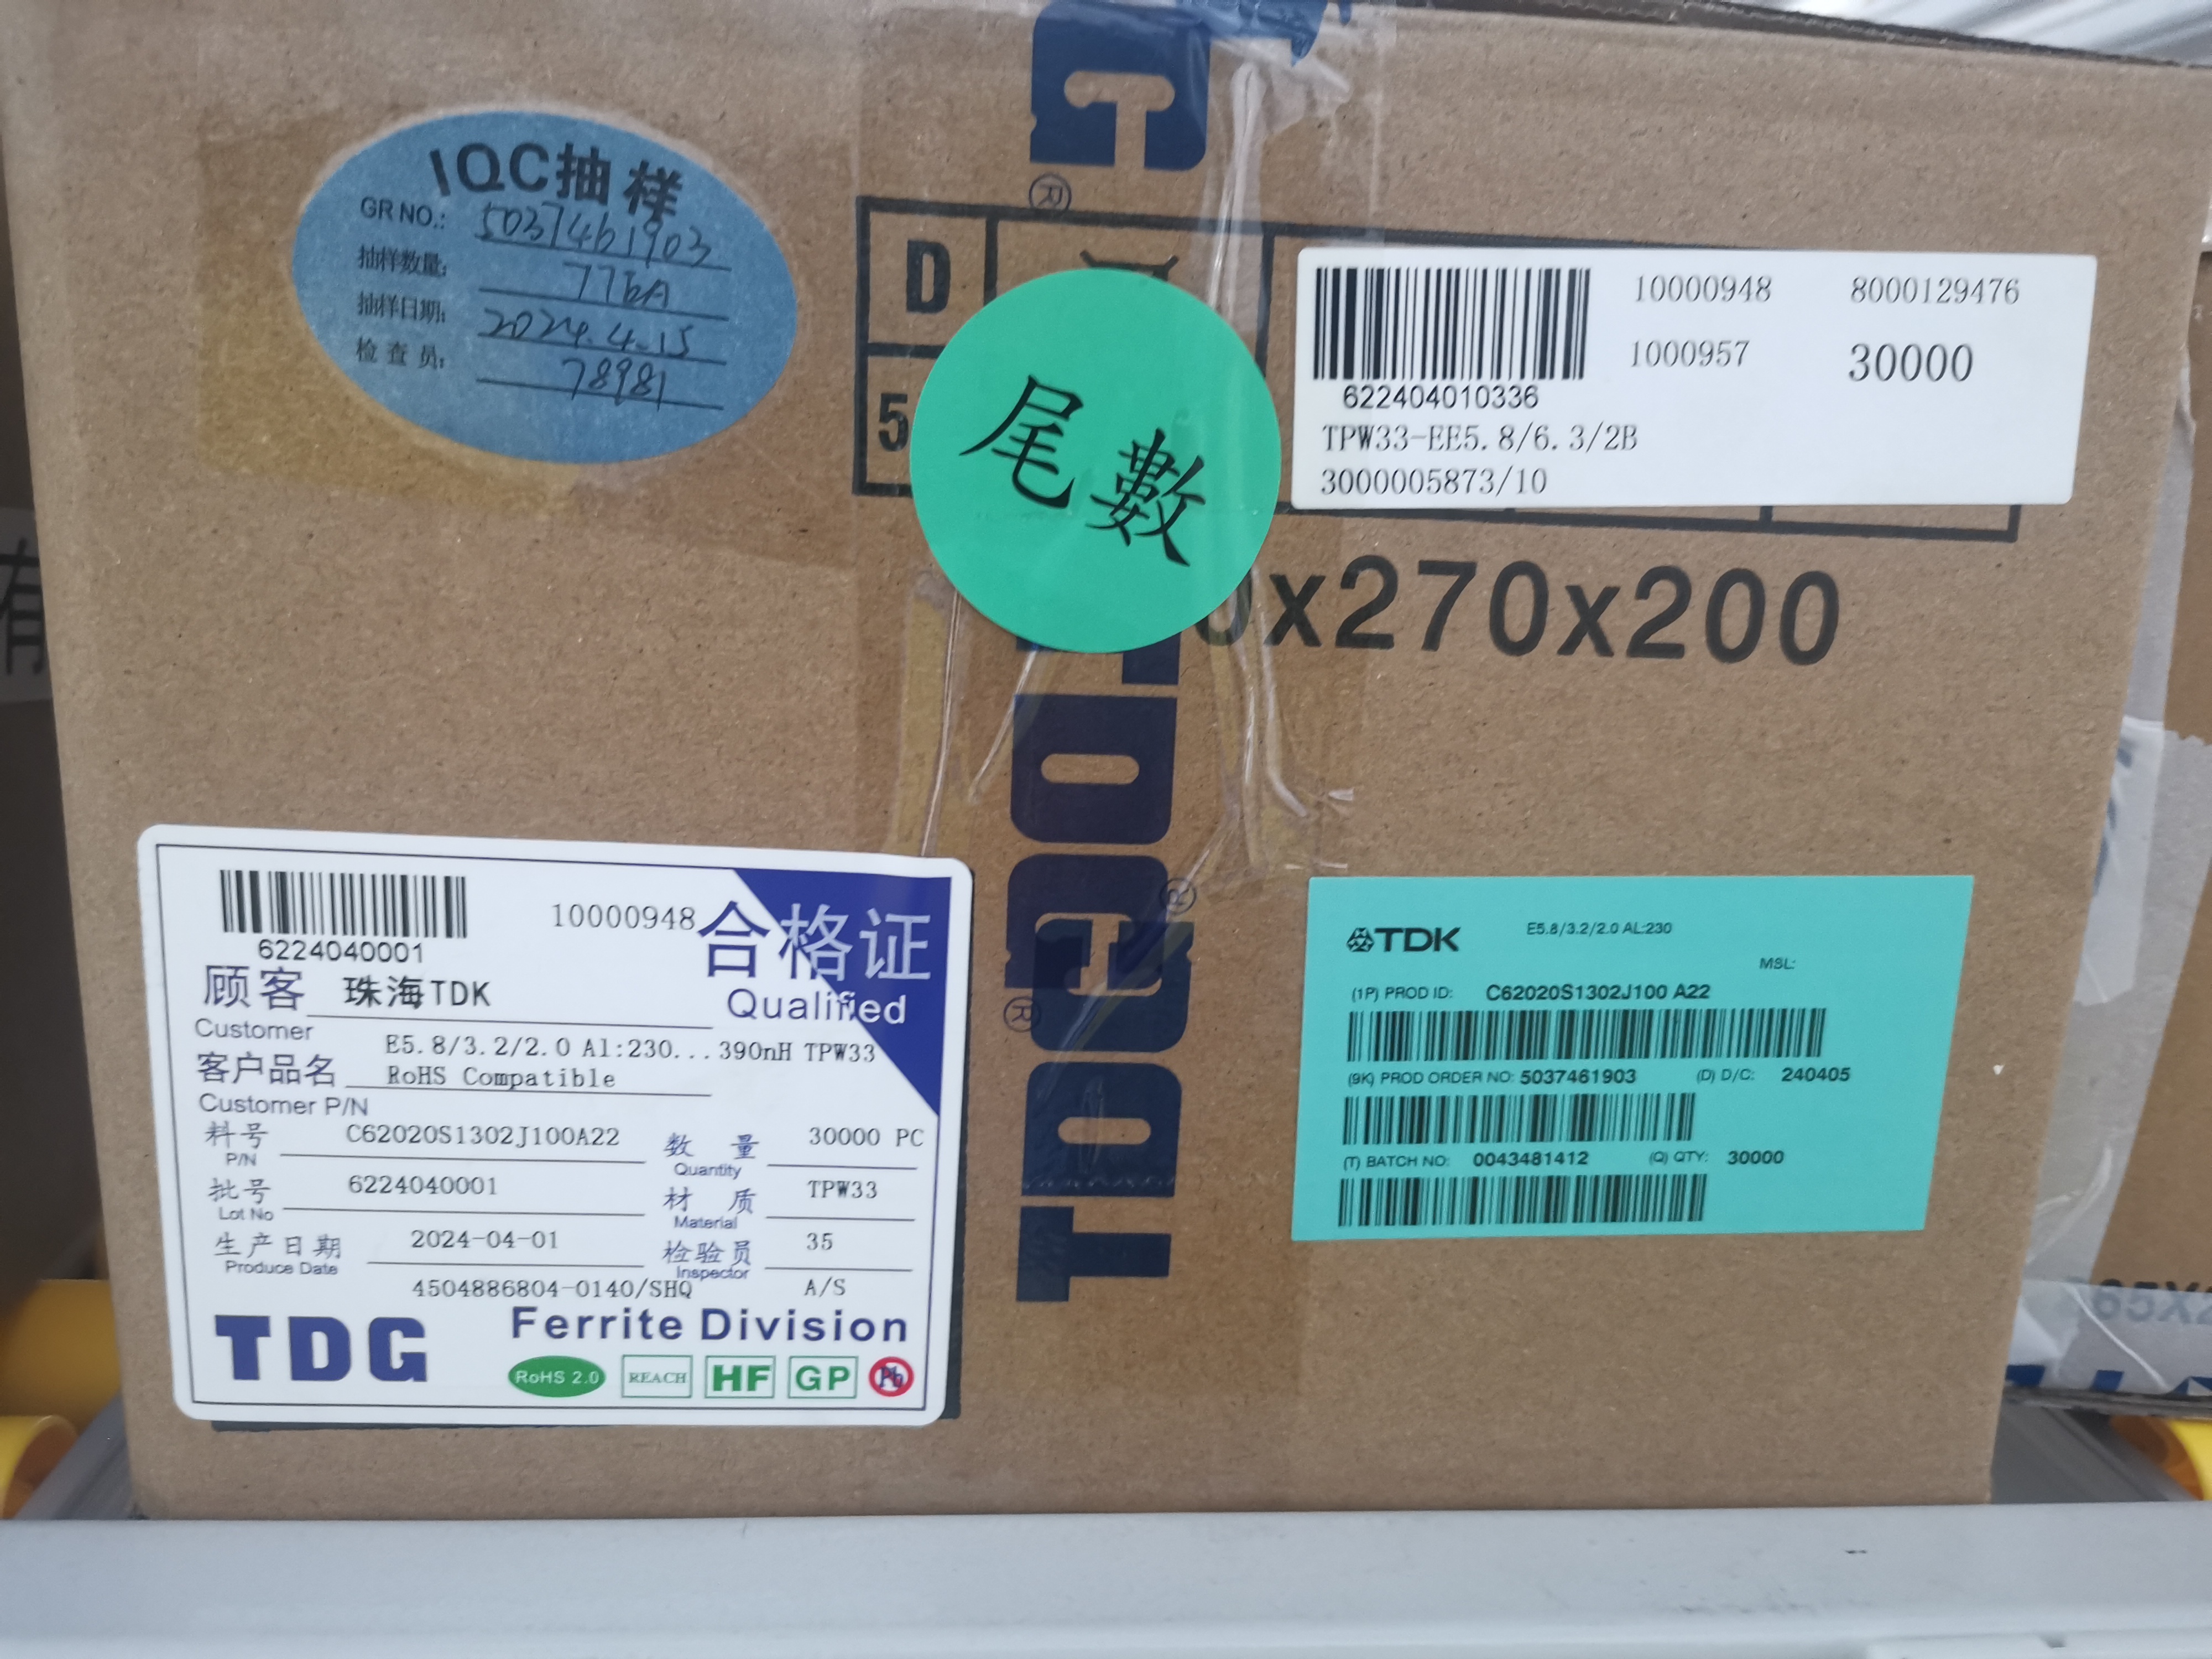 IQC抽样
GR NO.: 5037461903
抽样数量:
抽样日期: 2024.4.15
检查员: 78981
D
5
尾數
10000948 8000129476
1000957 30000
622404010336
TPW33-EE5.8/6.3/2B
3000005873/10
0x270x200
6224040001
10000948
合格证
Qualified
顾客 珠海TDK
Customer
客户品名 E5.8/3.2/2.0 Al:230...390nH TPW33
RoHS Compatible
Customer P/N
料号 C62020S1302J100A22 数量 30000 PC
P/N Quantity
批号 6224040001 材质 TPW33
Lot No Material
生产日期 2024-04-01 检验员 35
Produce Date Inspector
4504886804-0140/SHQ A/S
TDG Ferrite Division
RoHS 2.0 REACH HF GP Pb
TDK E5.8/3.2/2.0 AL:230
MSL:
(1P) PROD ID: C62020S1302J100 A22
(9K) PROD ORDER NO: 5037461903 (D) D/C: 240405
(T) BATCH NO: 0043481412 (Q) QTY: 30000
TDG
®
®
®
有